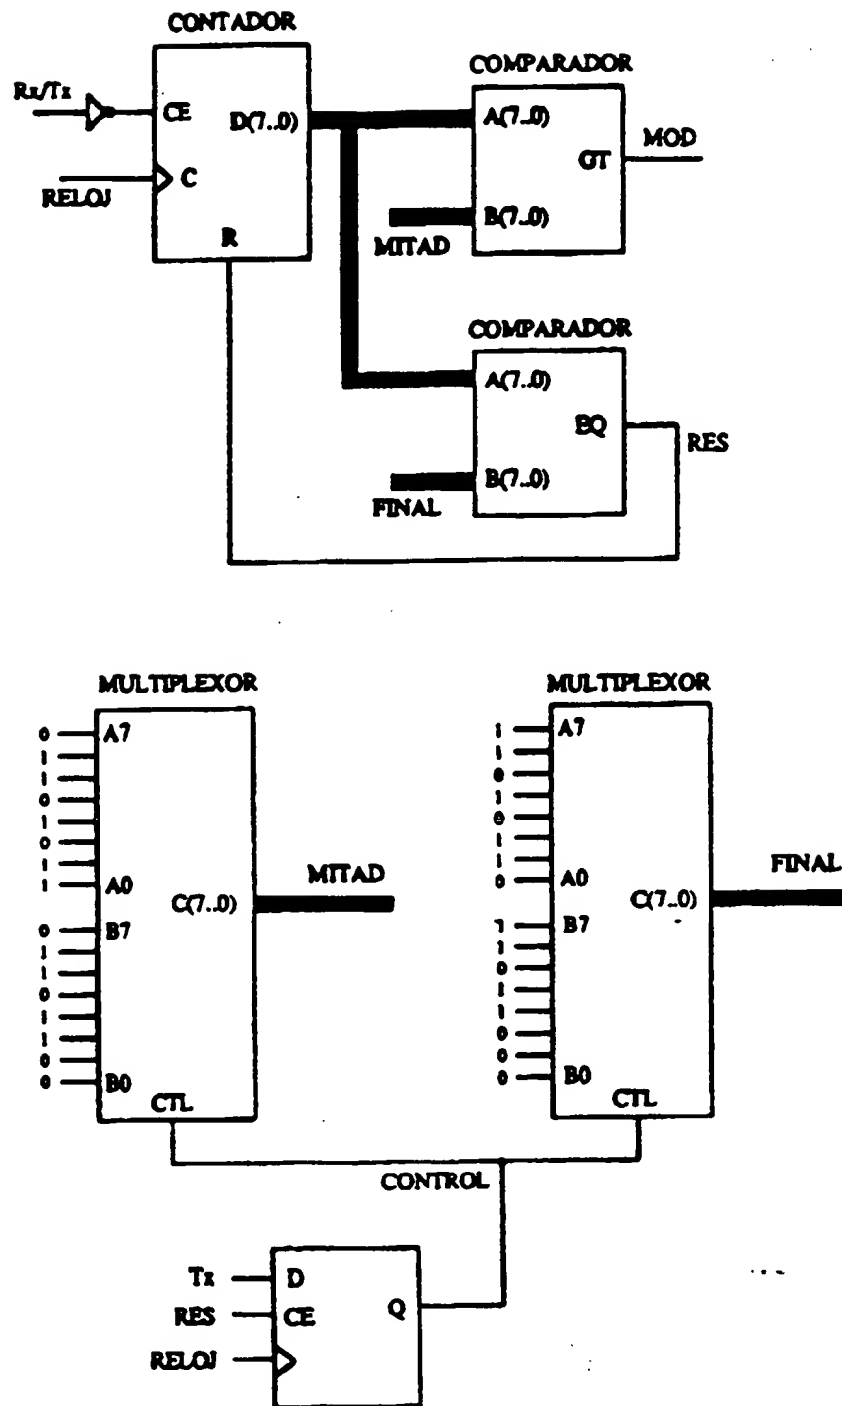 CONTADOR
COMPARADOR
Rx/Tx
CE
D(7..0)
A(7..0)
MOD
GT
RELOJ
C
B(7..0)
MITAD
R
COMPARADOR
A(7..0)
EQ
RES
B(7..0)
FINAL
MULTIPLEXOR
0 A7
1
1
0
1
0
1
1 A0
MITAD
C(7..0)
0 B7
1
1
0
1
1
0
0 B0
CTL
MULTIPLEXOR
1 A7
1
0
1
0
1
1
0 A0
FINAL
C(7..0)
1 B7
1
0
1
1
0
0
0 B0
CTL
CONTROL
Tx D
Q
RES CE
RELOJ